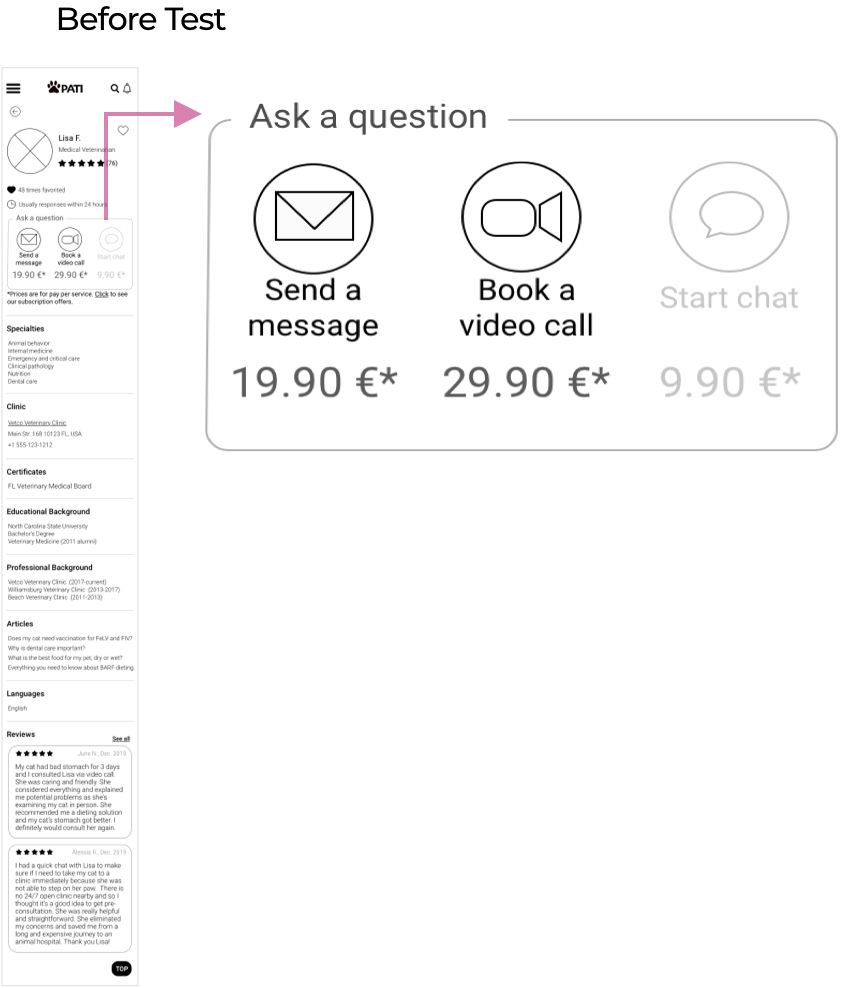 Before Test
PATI
Lisa F.
Medical Veterinarian
(76)
48 times favorited
Usually responses within 24 hours
Ask a question
Send a message
Book a video call
Start chat
19.90 €* 29.90 €* 9.90 €*
*Prices are for pay per service. Click to see
our subscription offers.
Ask a question
Send a
message
Book a
video call
Start chat
19.90 €* 29.90 €* 9.90 €*
Specialties
Animal behavior
Internal medicine
Emergency and critical care
Clinical pathology
Nutrition
Dental care
Clinic
Vetco Veterinary Clinic
Main Str. 168 10123 FL, USA
+1 555-123-1212
Certificates
FL Veterinary Medical Board
Educational Background
North Carolina State University
Bachelor's Degree
Veterinary Medicine (2011 alumni)
Professional Background
Vetco Veterinary Clinic (2017-current)
Williamsburg Veterinary Clinic (2013-2017)
Beach Veterinary Clinic (2011-2013)
Articles
Does my cat need vaccination for FeLV and FIV?
Why is dental care important?
What is the best food for my pet; dry or wet?
Everything you need to know about BARF dieting.
Languages
English
Reviews
See all
June N., Dec. 2019
My cat had bad stomach for 3 days
and I consulted Lisa via video call.
She was caring and friendly. She
considered everything and explained
me potential problems as she's
examining my cat in person. She
recommended me a dieting solution
and my cat's stomach got better. I
definitely would consult her again.
Alessia R., Dec. 2019
I had a quick chat with Lisa to make
sure if I need to take my cat to a
clinic immediately because she was
not able to step on her paw. There is
no 24/7 open clinic nearby and so I
thought it's a good idea to get pre-
consultation. She was really helpful
and straightforward. She eliminated
my concerns and saved me from a
long and expensive journey to an
animal hospital. Thank you Lisa!
TOP